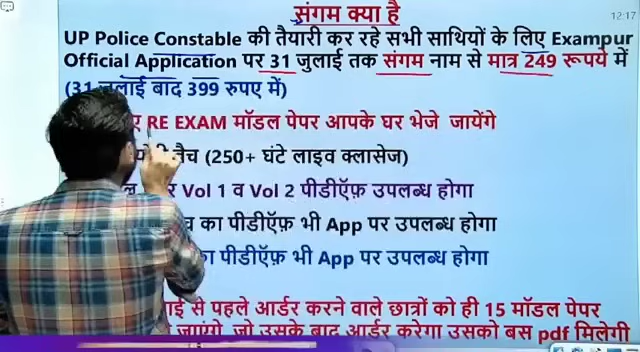 संगम क्या है
12:17
UP Police Constable की तैयारी कर रहे सभी साथियों के लिए Exampur
Official Application पर 31 जुलाई तक संगम नाम से मात्र 249 रूपये में
(31 जुलाई बाद 399 रुपए में)
RE EXAM मॉडल पेपर आपके घर भेजे जायेंगे
बैच (250+ घंटे लाइव क्लासेज)
Vol 1 व Vol 2 पीडीऍफ़ उपलब्ध होगा
का पीडीऍफ़ भी App पर उपलब्ध होगा
का पीडीऍफ़ भी App पर उपलब्ध होगा
से पहले आर्डर करने वाले छात्रों को ही 15 मॉडल पेपर
जाएंगे, जो उसके बाद आर्डर करेगा उसको बस pdf मिलेगी